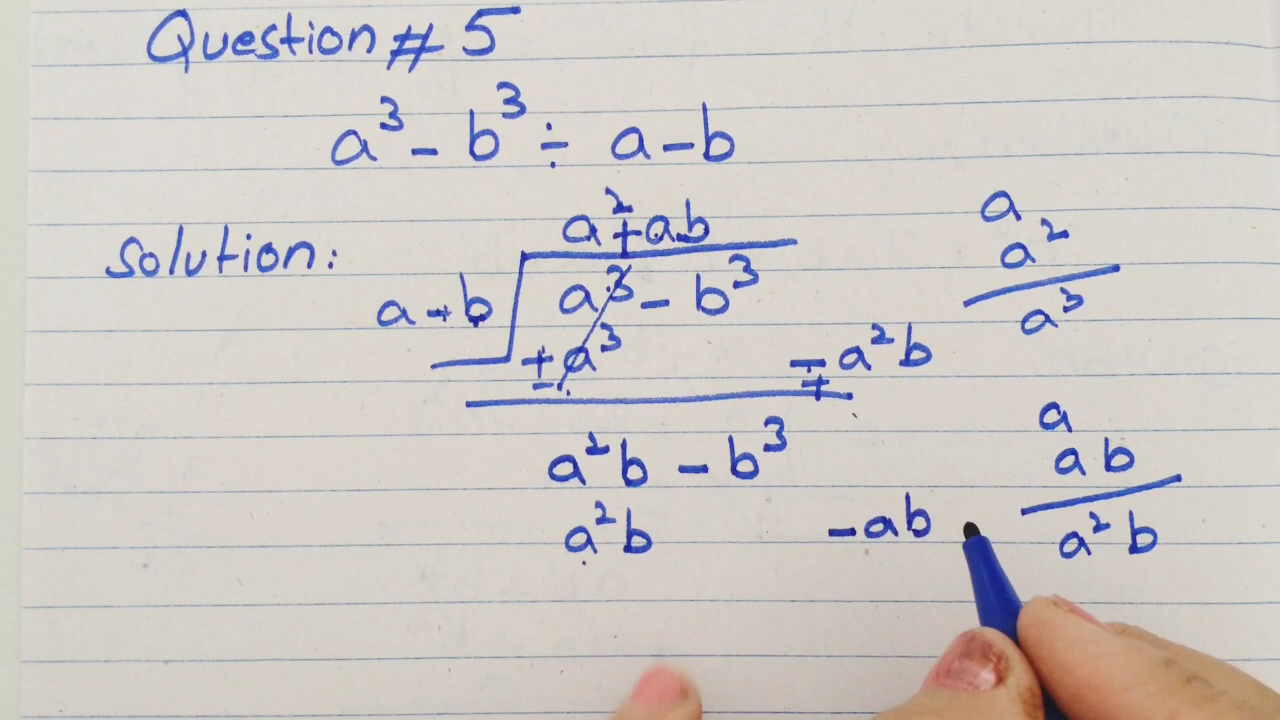 Question # 5
a³ - b³ ÷ a - b
Solution:
a² + ab
a - b
a³ - b³
± a³ ∓ a²b
a²b - b³
a²b - ab
a
a²
a³
a
ab
a²b